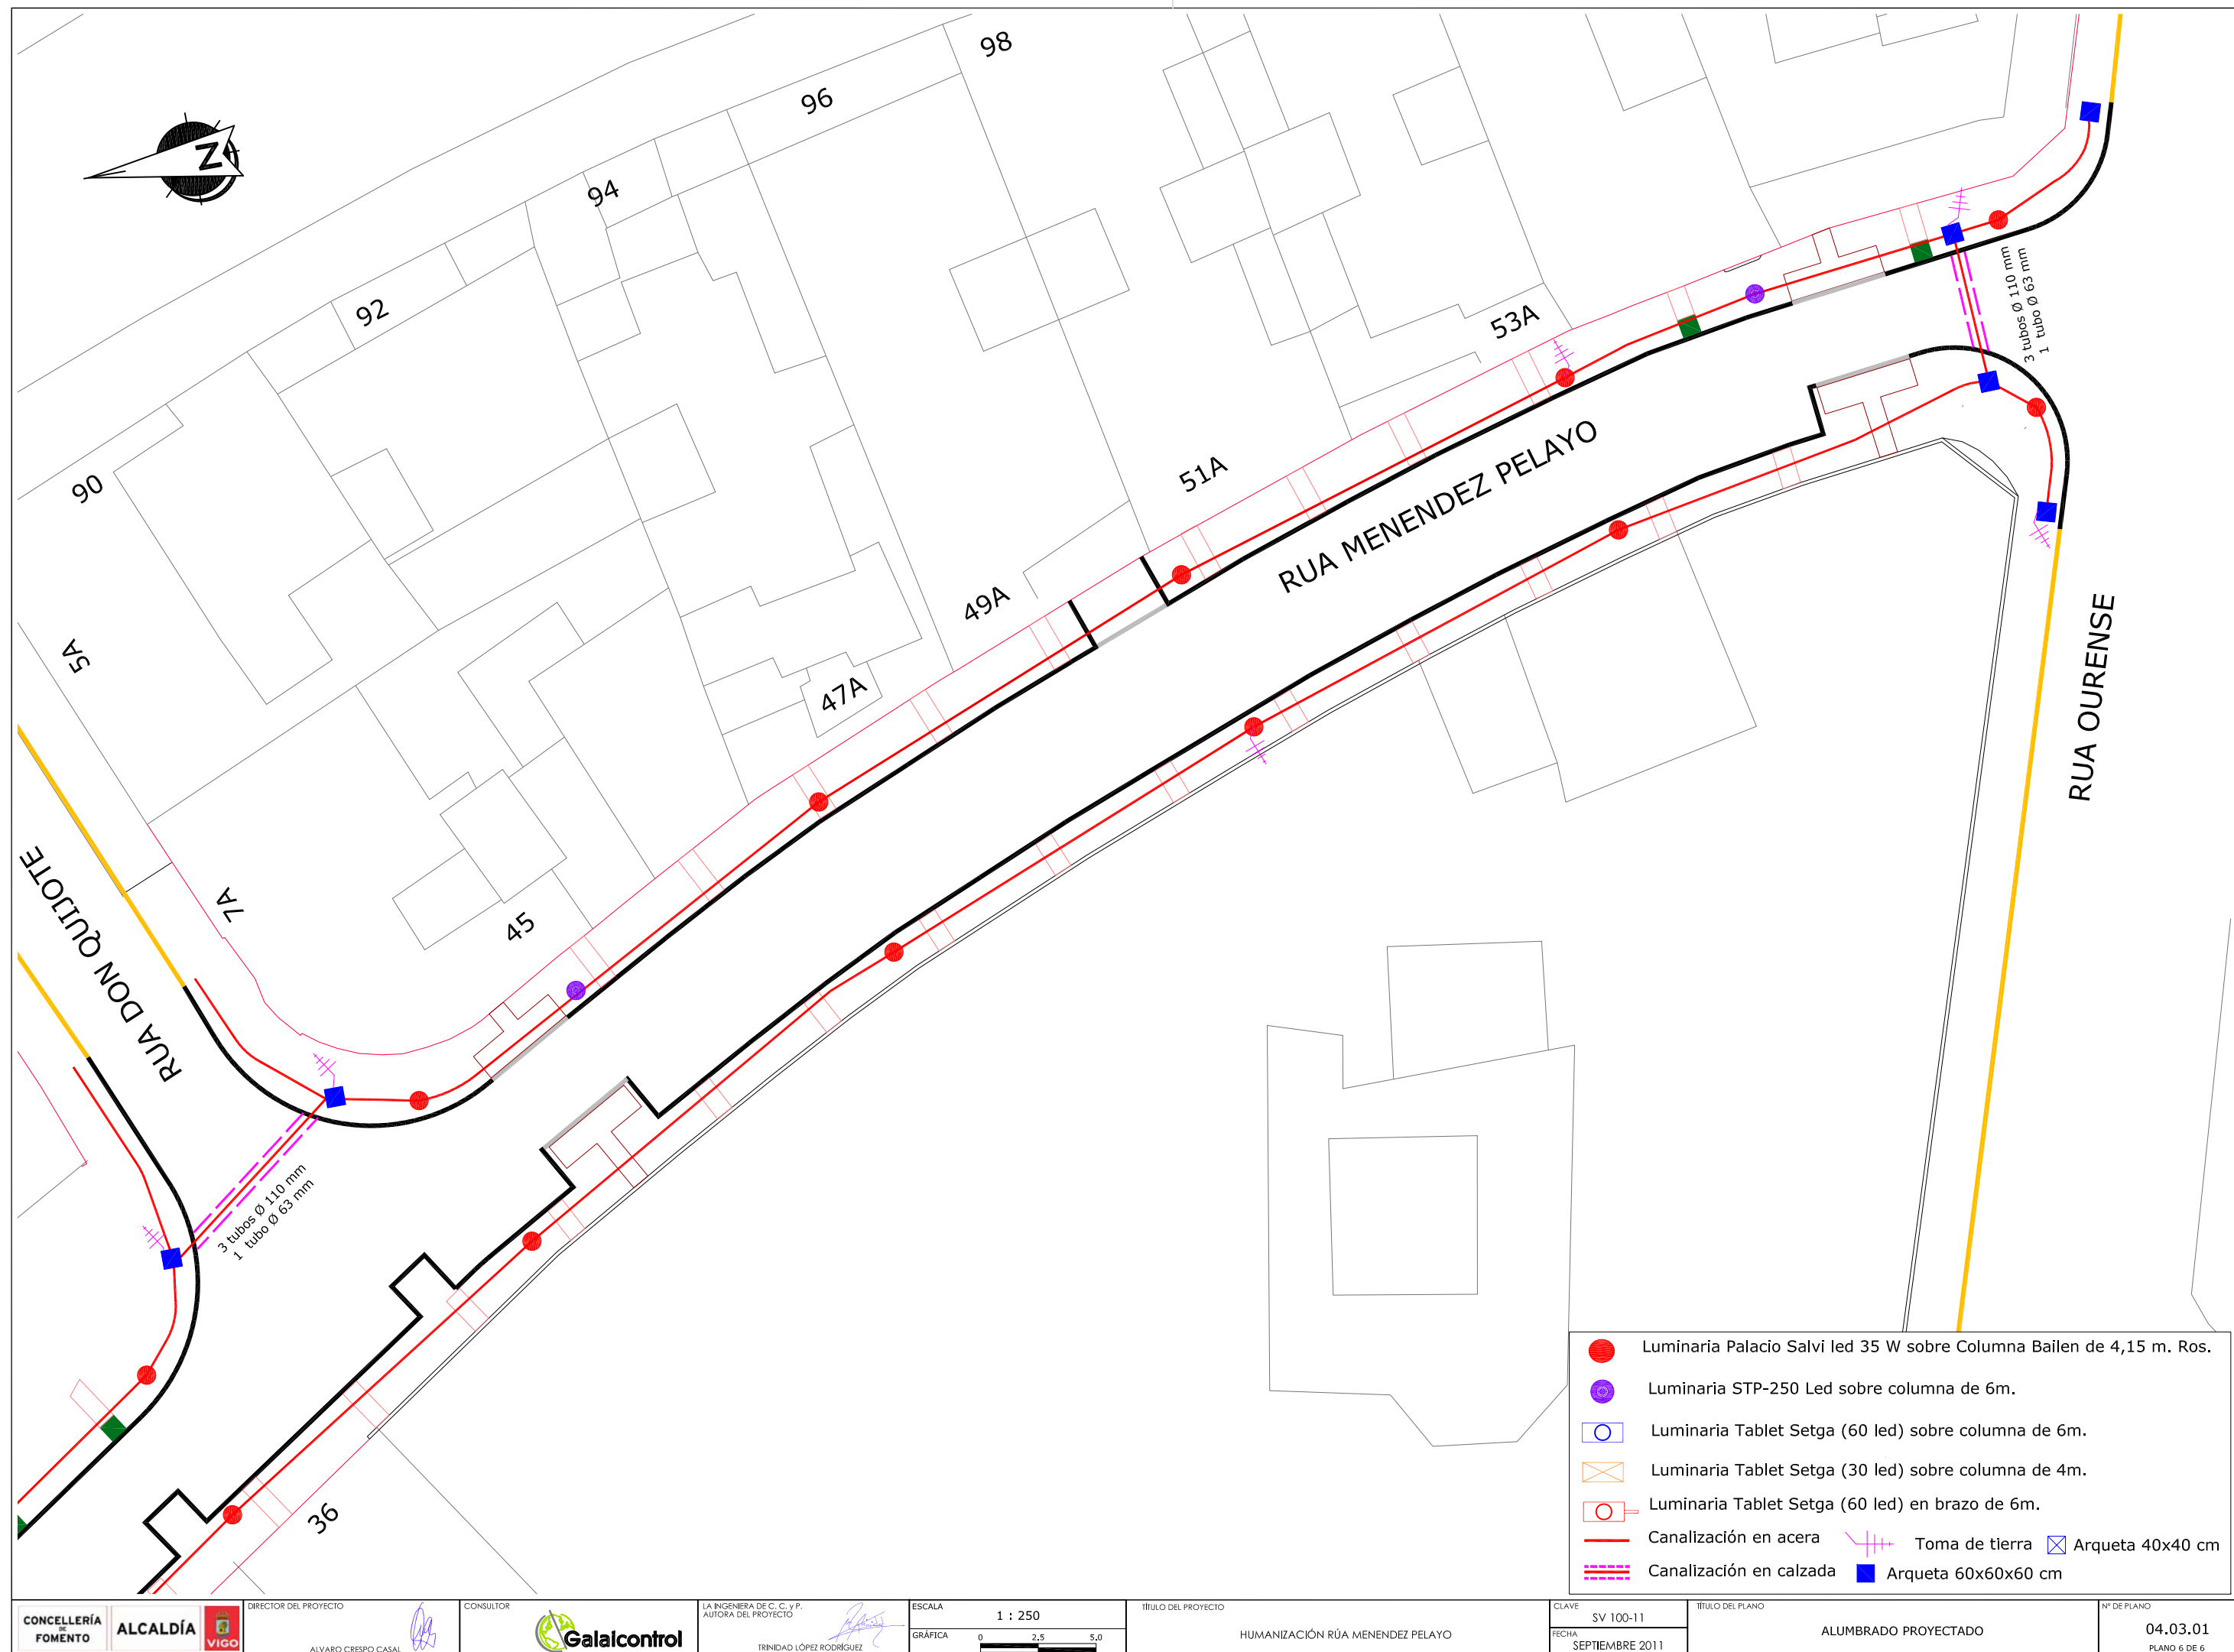 98
96
94
92
90
N
53A
51A
49A
47A
45
5A
7A
36
RUA MENENDEZ PELAYO
RUA OURENSE
RUA DON QUIJOTE
3 tubos Ø 110 mm
1 tubo Ø 63 mm
3 tubos Ø 110 mm
1 tubo Ø 63 mm
Luminaria Palacio Salvi led 35 W sobre Columna Bailen de 4,15 m. Ros.
Luminaria STP-250 Led sobre columna de 6m.
Luminaria Tablet Setga (60 led) sobre columna de 6m.
Luminaria Tablet Setga (30 led) sobre columna de 4m.
Luminaria Tablet Setga (60 led) en brazo de 6m.
Canalización en acera
Toma de tierra
Arqueta 40x40 cm
Canalización en calzada
Arqueta 60x60x60 cm
CONCELLERÍA
DE
FOMENTO
ALCALDÍA
VIGO
DIRECTOR DEL PROYECTO
ALVARO CRESPO CASAL
CONSULTOR
Galaicontrol
LA INGENIERA DE C. C. y P.
AUTORA DEL PROYECTO
TRINIDAD LÓPEZ RODRÍGUEZ
ESCALA
1 : 250
GRÁFICA
0 2.5 5.0
TÍTULO DEL PROYECTO
HUMANIZACIÓN RÚA MENENDEZ PELAYO
CLAVE
SV 100-11
FECHA
SEPTIEMBRE 2011
TÍTULO DEL PLANO
ALUMBRADO PROYECTADO
Nº DE PLANO
04.03.01
PLANO 6 DE 6